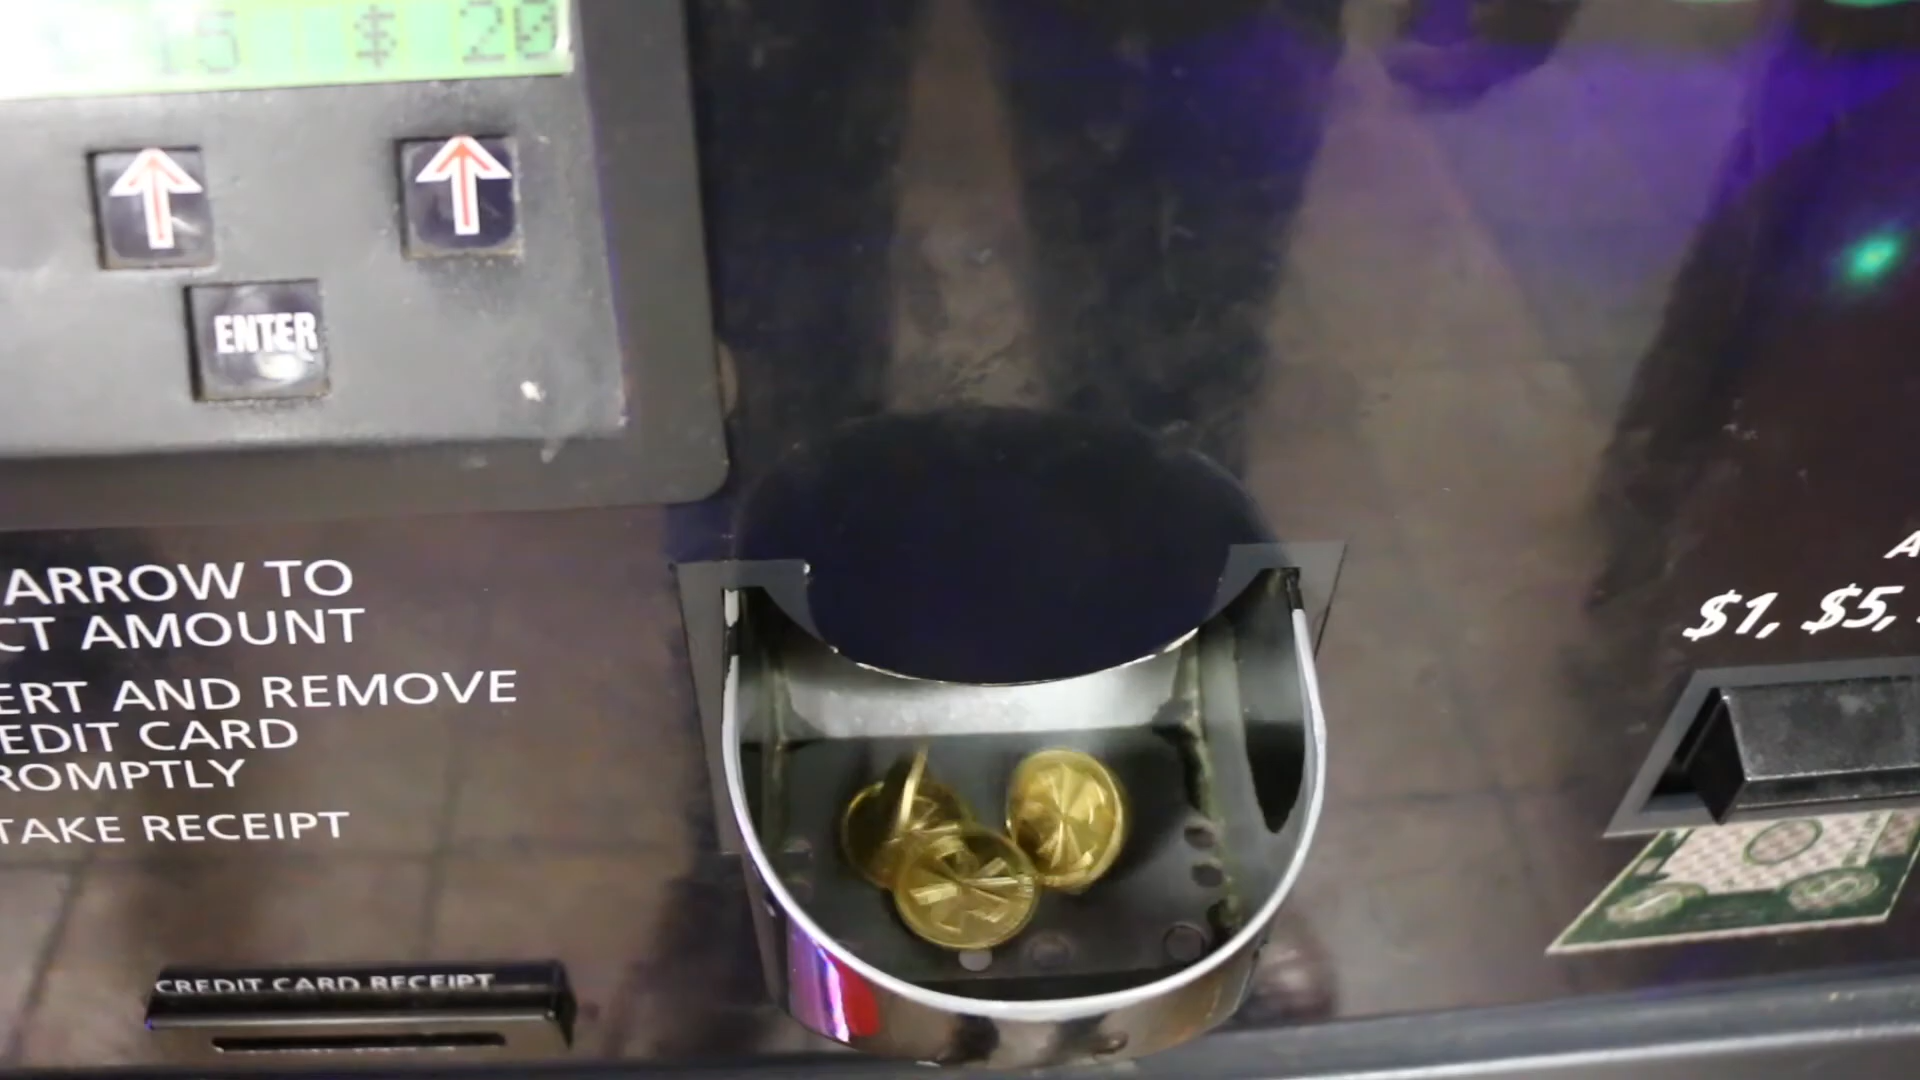 15 $ 20
ENTER
ARROW TO
CT AMOUNT
ERT AND REMOVE
EDIT CARD
ROMPTLY
TAKE RECEIPT
CREDIT CARD RECEIPT
A
$1, $5,